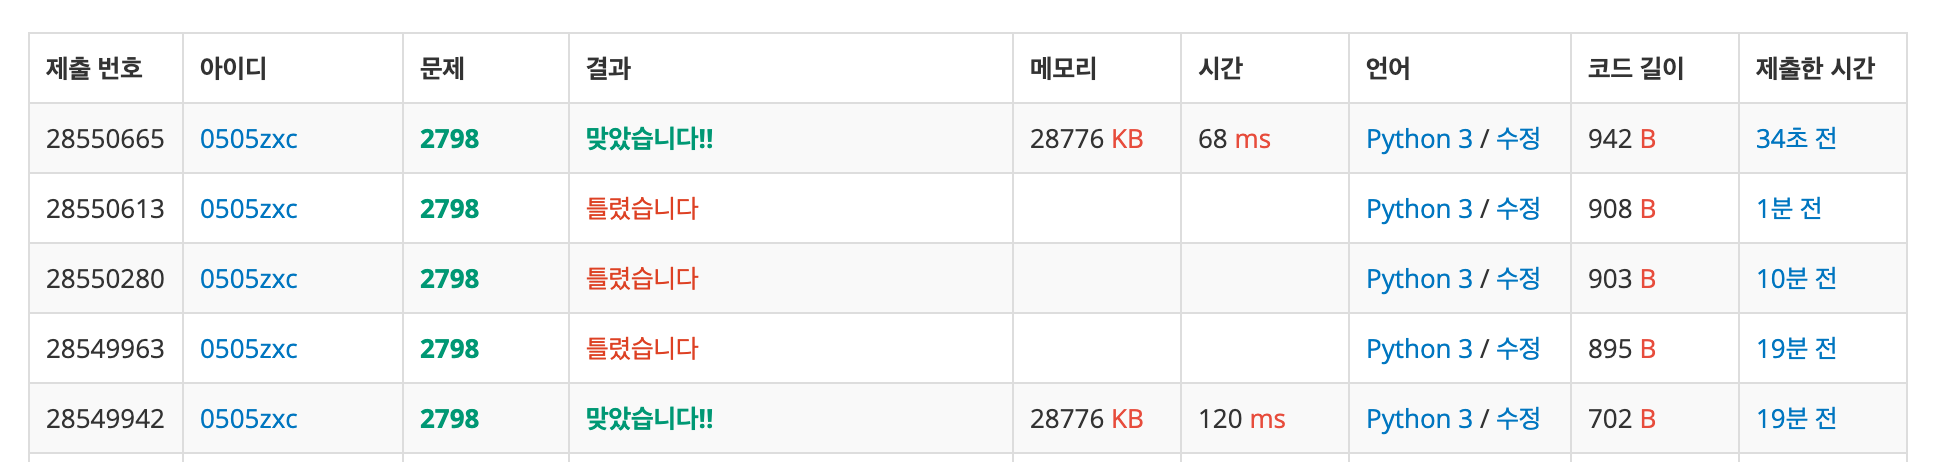 제출 번호 아이디 문제 결과 메모리 시간 언어 코드 길이 제출한 시간
28550665 0505zxc 2798 맞았습니다!! 28776 KB 68 ms Python 3 / 수정 942 B 34초 전
28550613 0505zxc 2798 틀렸습니다 Python 3 / 수정 908 B 1분 전
28550280 0505zxc 2798 틀렸습니다 Python 3 / 수정 903 B 10분 전
28549963 0505zxc 2798 틀렸습니다 Python 3 / 수정 895 B 19분 전
28549942 0505zxc 2798 맞았습니다!! 28776 KB 120 ms Python 3 / 수정 702 B 19분 전